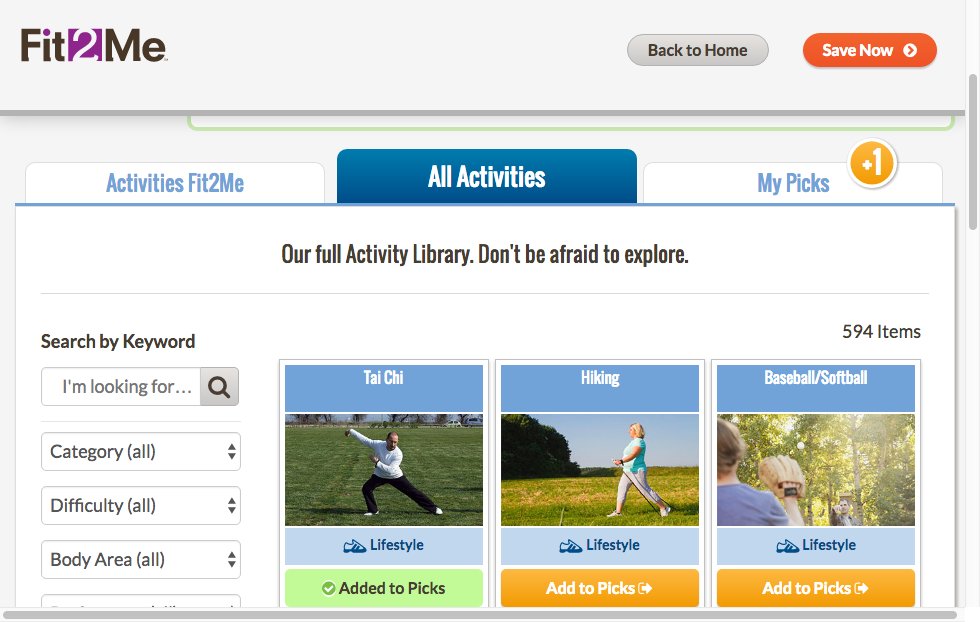 Fit2Me
Back to Home
Save Now
Activities Fit2Me
All Activities
My Picks
+1
Our full Activity Library. Don't be afraid to explore.
594 Items
Search by Keyword
I'm looking for...
Category (all)
Difficulty (all)
Body Area (all)
Tai Chi
Hiking
Baseball/Softball
Lifestyle
Lifestyle
Lifestyle
Added to Picks
Add to Picks
Add to Picks